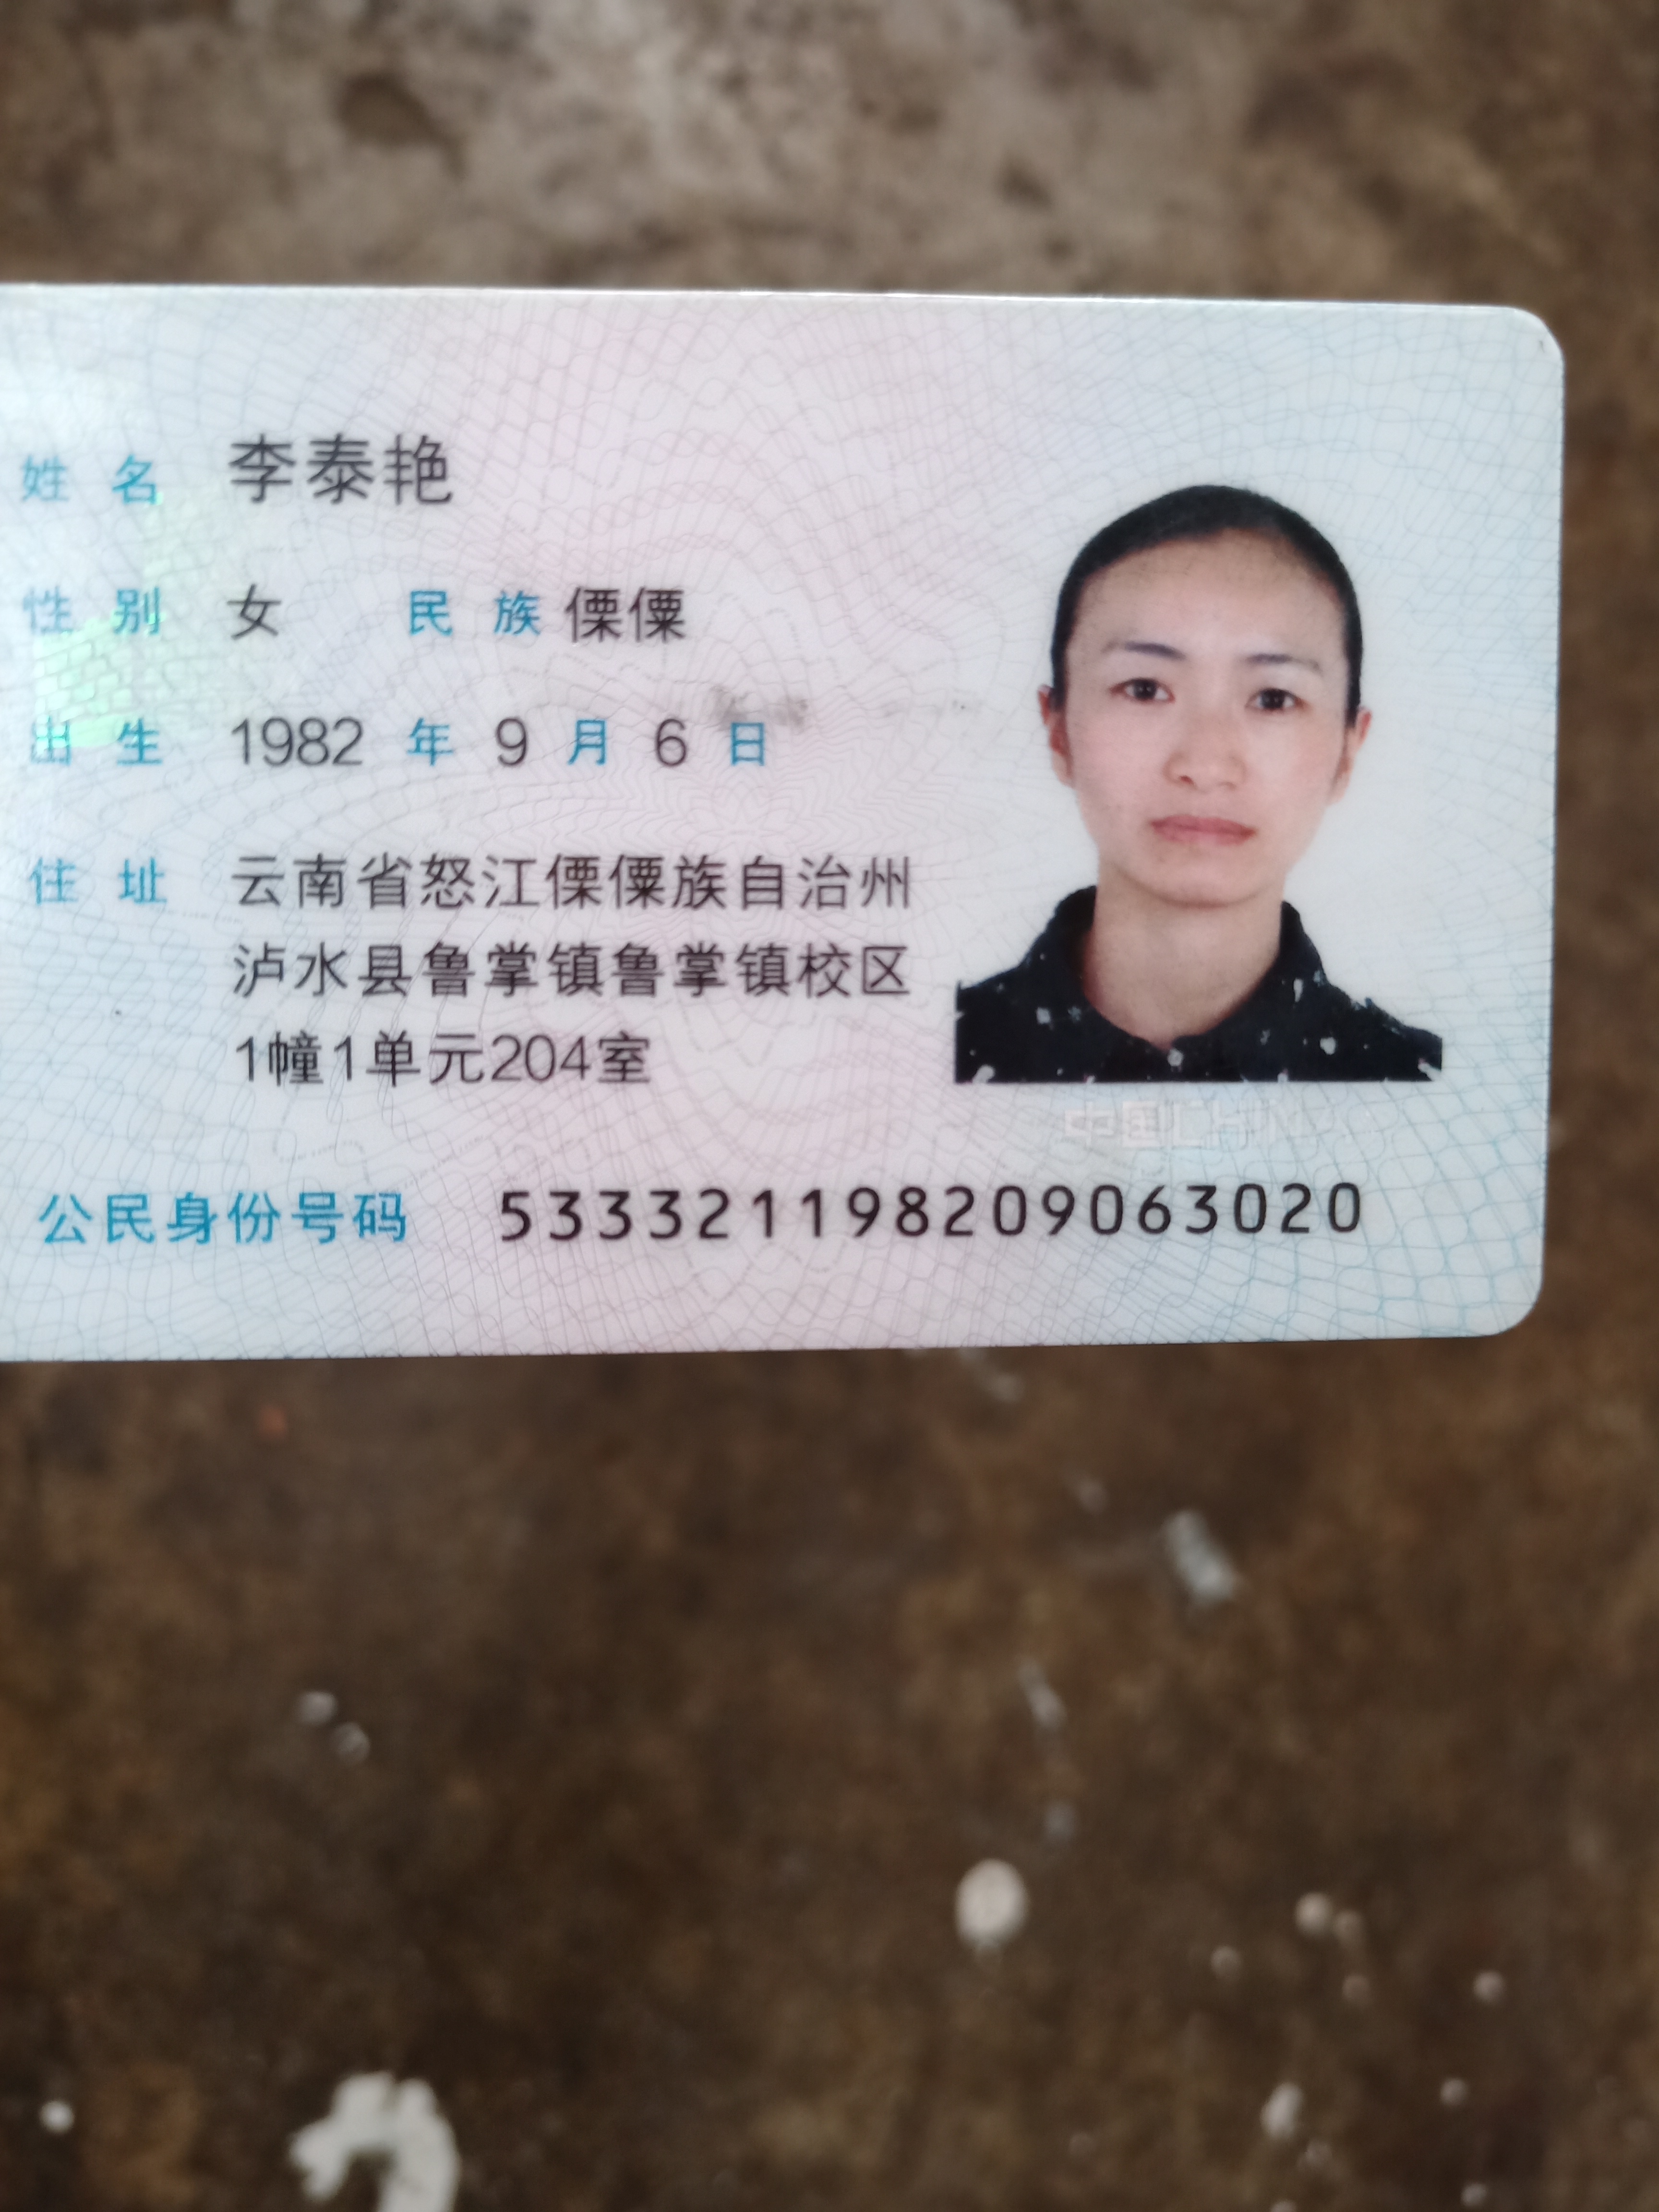 姓名 李泰艳
性别 女 民族 傈僳
出生 1982 年 9 月 6 日
住址 云南省怒江傈僳族自治州
泸水县鲁掌镇鲁掌镇校区
1幢1单元204室
中国CHINA
公民身份号码 533321198209063020